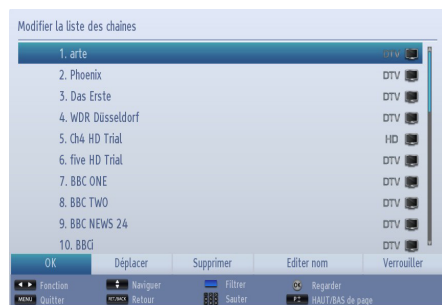 Modifier la liste des chaînes
1. arte DTV
2. Phoenix DTV
3. Das Erste DTV
4. WDR Düsseldorf DTV
5. Ch4 HD Trial HD
6. five HD Trial DTV
7. BBC ONE DTV
8. BBC TWO DTV
9. BBC NEWS 24 DTV
10. BBCi DTV
OK Déplacer Supprimer Editer nom Verrouiller
Fonction Naviguer Filtrer OK Regarder
MENU Quitter RET./BACK Retour Sauter HAUT/BAS de page